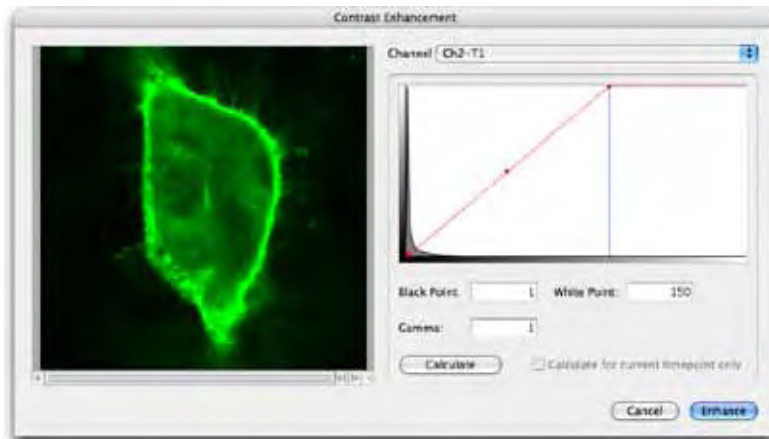 Contrast Enhancement
Channel Ch2-T1
Black Point: 1 White Point: 150
Gamma: 1
Calculate Calculate for current timepoint only
Cancel Enhance